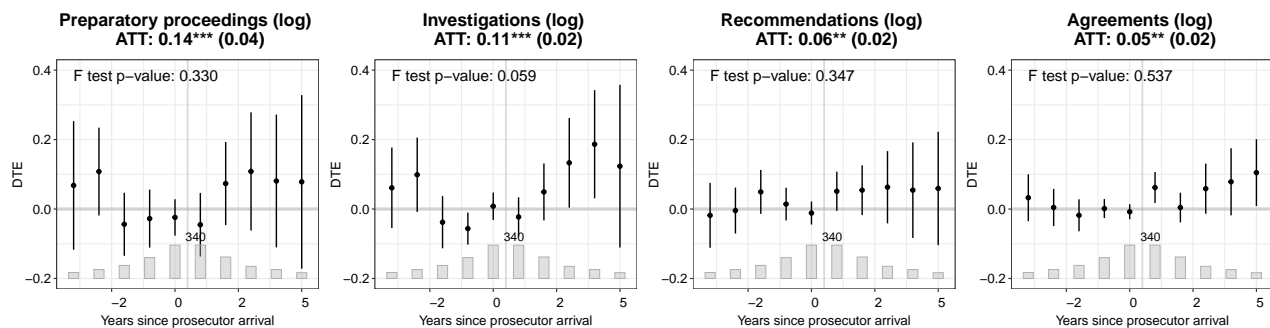 Preparatory proceedings (log)
ATT: 0.14*** (0.04)
F test p−value: 0.330
0.4
0.2
0.0
−0.2
DTE
340
−2
0
2
5
Years since prosecutor arrival
Investigations (log)
ATT: 0.11*** (0.02)
F test p−value: 0.059
0.4
0.2
0.0
−0.2
DTE
340
−2
0
2
5
Years since prosecutor arrival
Recommendations (log)
ATT: 0.06** (0.02)
F test p−value: 0.347
0.4
0.2
0.0
−0.2
DTE
340
−2
0
2
5
Years since prosecutor arrival
Agreements (log)
ATT: 0.05** (0.02)
F test p−value: 0.537
0.4
0.2
0.0
−0.2
DTE
340
−2
0
2
5
Years since prosecutor arrival